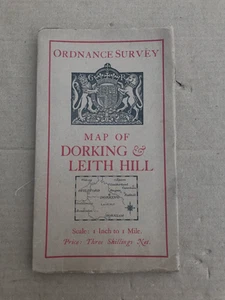 ORDNANCE SURVEY
MAP OF
DORKING &
LEITH HILL
Scale: 1 Inch to 1 Mile.
Price: Three Shillings Net.